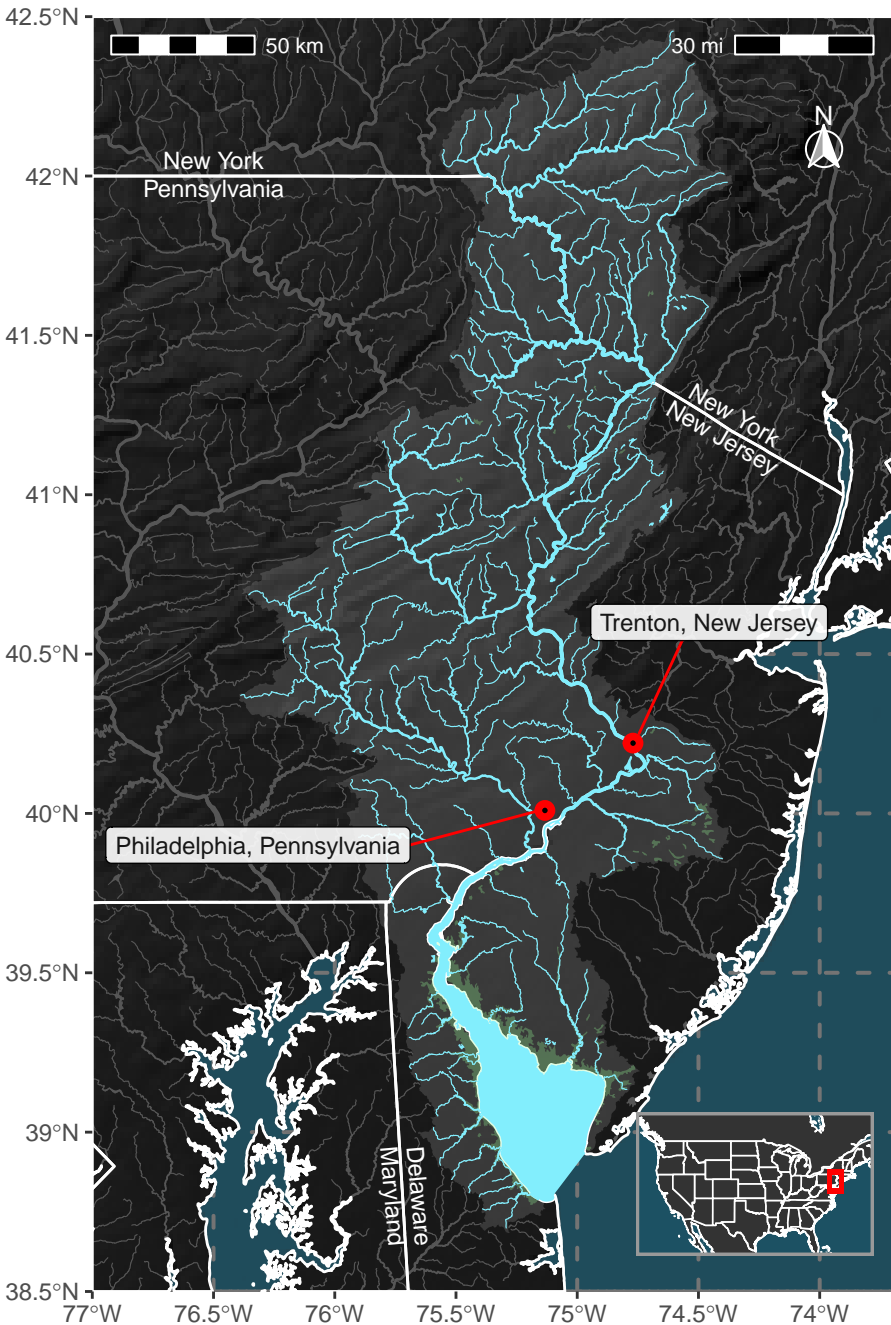 42.5°N
50 km
30 mi
N
New York
42°N
Pennsylvania
41.5°N
New York
New Jersey
41°N
Trenton, New Jersey
40.5°N
40°N
Philadelphia, Pennsylvania
39.5°N
39°N
Maryland
Delaware
38.5°N
77°W
76.5°W
76°W
75.5°W
75°W
74.5°W
74°W